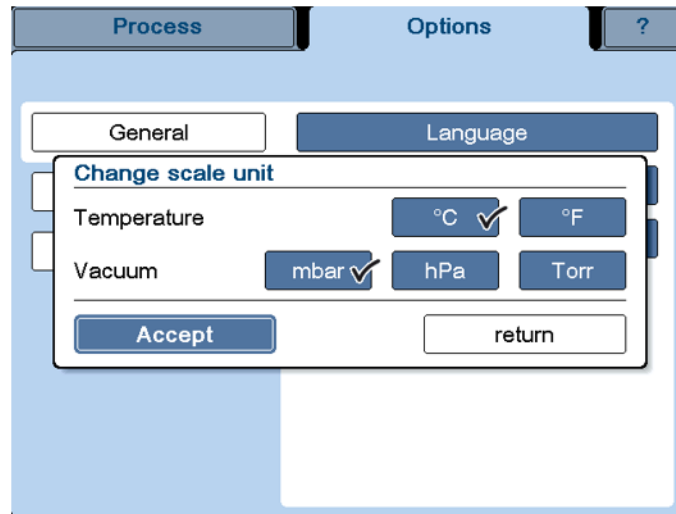 Process Options ?
General Language
Change scale unit
Temperature °C °F
Vacuum mbar hPa Torr
Accept return